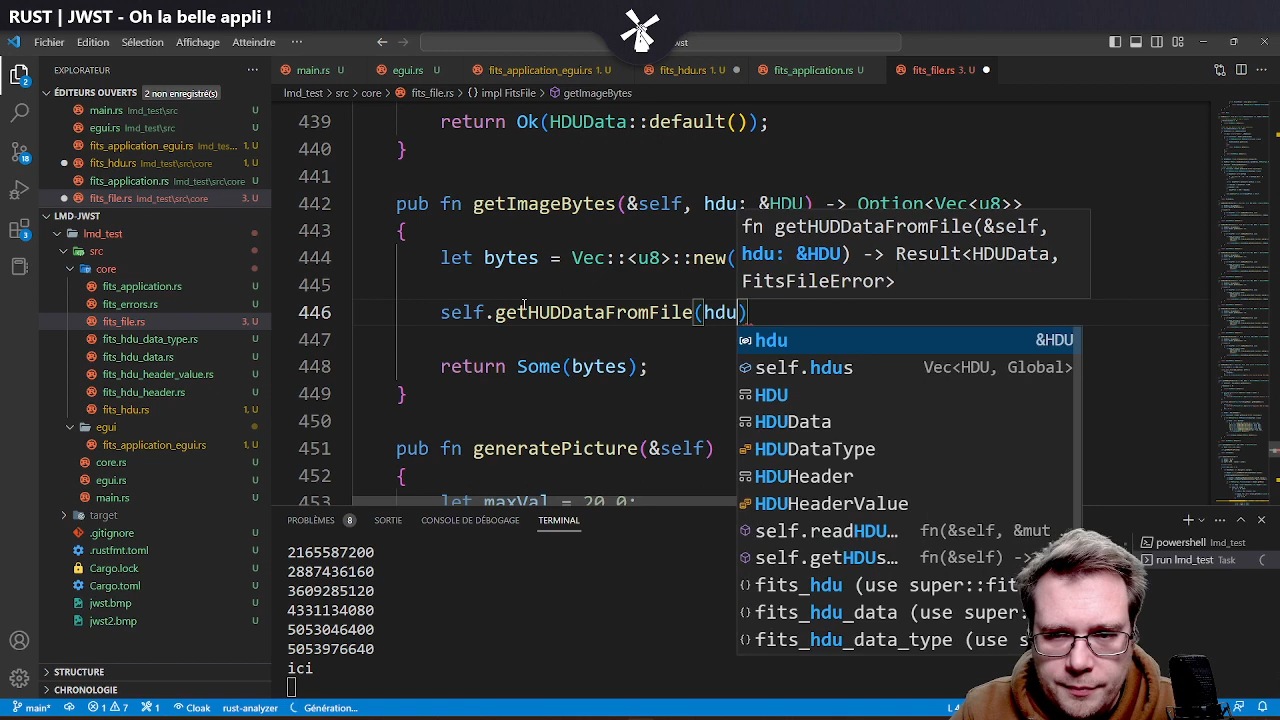 RUST | JWST - Oh la belle appli !
Fichier Edition Sélection Affichage Atteindre ··· jwst
EXPLORATEUR ···
main.rs U egui.rs U fits_application_egui.rs 1, U fits_hdu.rs 1, U fits_application.rs U fits_file.rs 3, U
lmd_test > src > core > fits_file.rs > {} impl FitsFile > getImageBytes
ÉDITEURS OUVERTS 2 non enregistré(s)
main.rs lmd_test\src U
egui.rs lmd_test\src U
fits_application_egui.rs lmd_tes... 1, U
fits_hdu.rs lmd_test\src\core 1, U
fits_application.rs lmd_test\src\core U
fits_file.rs lmd_test\src\core 3, U
LMD-JWST
lmd_test
src
core
fits_application.rs U
fits_errors.rs U
fits_file.rs 3, U
fits_hdu_data_type.rs U
fits_hdu_data.rs U
fits_hdu_header_value.rs U
fits_hdu_header.rs U
fits_hdu.rs 1, U
egui
fits_application_egui.rs 1, U
core.rs U
egui.rs U
main.rs U
target
.gitignore U
.rustfmt.toml U
Cargo.lock U
Cargo.toml U
jwst.bmp U
jwst2.bmp U
STRUCTURE
CHRONOLOGIE
439 return Ok(HDUData::default());
440 }
441
442 pub fn getImageBytes(&self, hdu: &HDU) -> Option<Vec<u8>>
443 {
444 let bytes = Vec::<u8>::new(
445
446 self.getHUDDataFromFile(hdu)
447
448 return Some(bytes);
449 }
450
451 pub fn generatePicture(&self)
452 {
453 let maxVal = 20.0;
fn getHUDDataFromFile(&self,
hdu: &HDU) -> Result<HDUData,
FitsFileError>
hdu &HDU
self.hdus Vec<HDU, Global>
HDU
HDUData
HDUDataType
HDUHeader
HDUHeaderValue
self.readHDU… fn(&self, &mut
self.getHDUs… fn(&self) ->
fits_hdu (use super::fit
fits_hdu_data (use super:
fits_hdu_data_type (use s
PROBLÈMES 8 SORTIE CONSOLE DE DÉBOGAGE TERMINAL
powershell lmd_test
run lmd_test Task
2165587200
2887436160
3609285120
4331134080
5053046400
5053976640
ici
main* 1 7 1 Cloak rust-analyzer Génération...